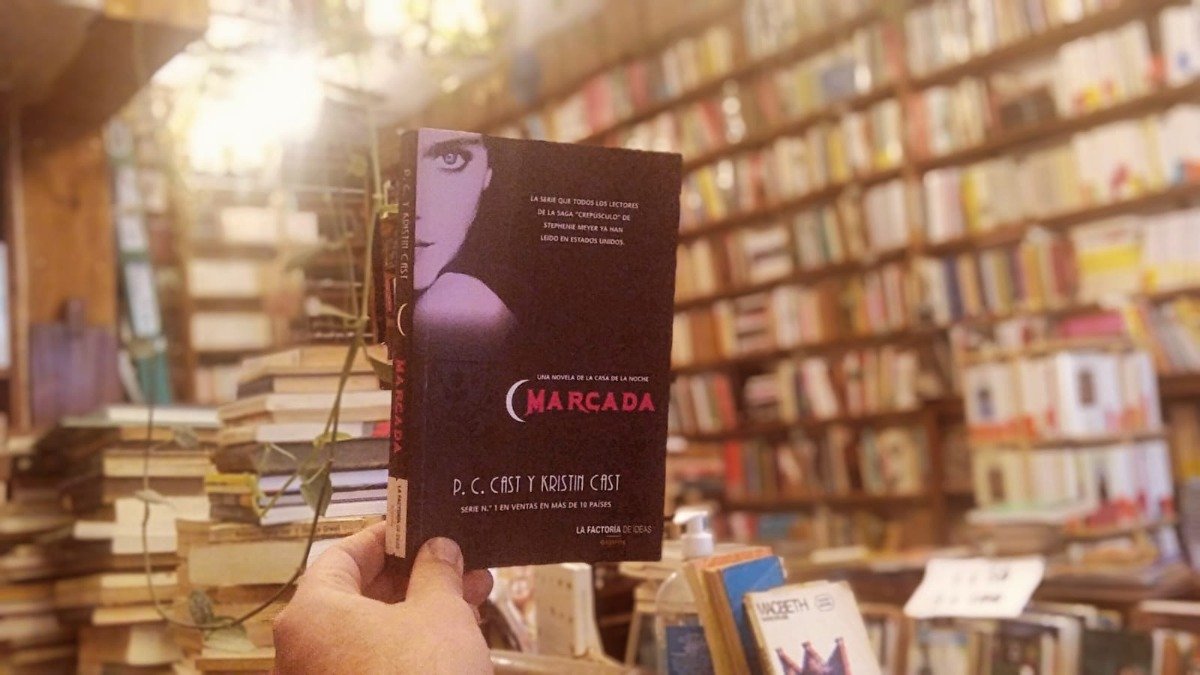 LA SERIE QUE TODOS LOS LECTORES
DE LA SAGA "CREPÚSCULO" DE
STEPHENIE MEYER YA HAN
LEÍDO EN ESTADOS UNIDOS.
UNA NOVELA DE LA CASA DE LA NOCHE
MARCADA
P. C. CAST Y KRISTIN CAST
SERIE N.º 1 EN VENTAS EN MÁS DE 10 PAÍSES
LA FACTORÍA DE IDEAS
P. C. Y KRISTIN CAST
MARCADA
MACBETH